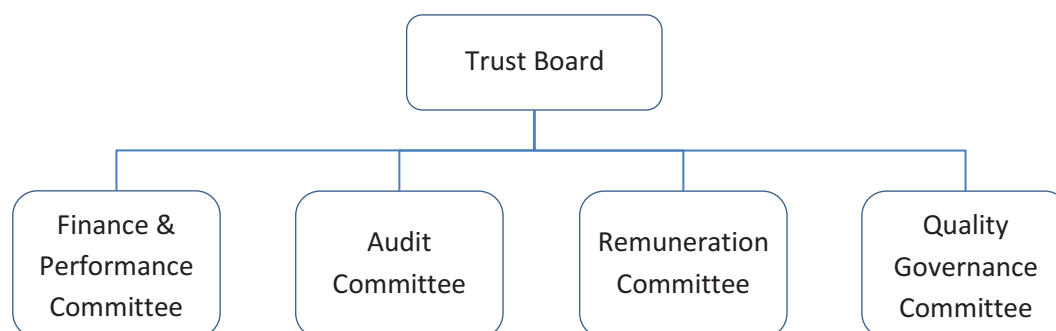 Trust Board
Finance &
Performance
Committee
Audit
Committee
Remuneration
Committee
Quality
Governance
Committee